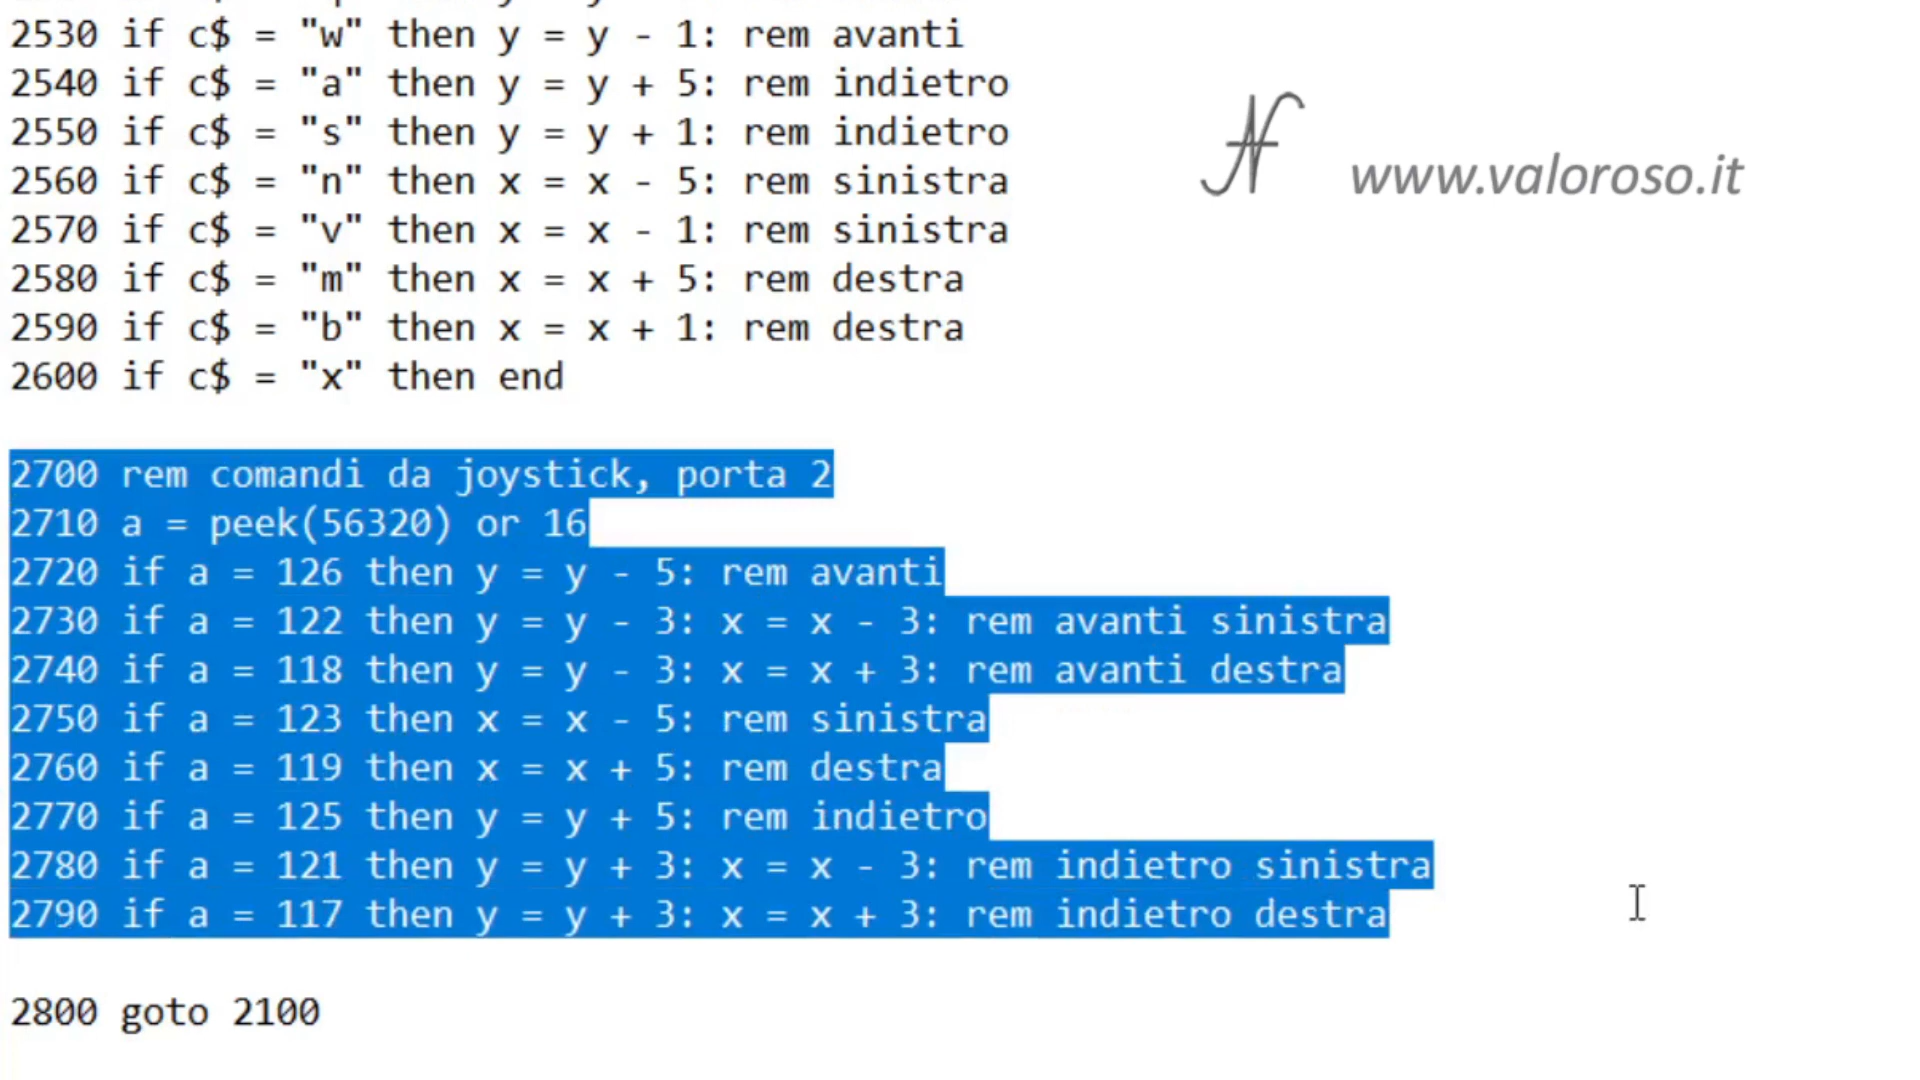 2530 if c$ = "w" then y = y - 1: rem avanti
2540 if c$ = "a" then y = y + 5: rem indietro
2550 if c$ = "s" then y = y + 1: rem indietro
2560 if c$ = "n" then x = x - 5: rem sinistra
2570 if c$ = "v" then x = x - 1: rem sinistra
2580 if c$ = "m" then x = x + 5: rem destra
2590 if c$ = "b" then x = x + 1: rem destra
2600 if c$ = "x" then end
www.valoroso.it
2700 rem comandi da joystick, porta 2
2710 a = peek(56320) or 16
2720 if a = 126 then y = y - 5: rem avanti
2730 if a = 122 then y = y - 3: x = x - 3: rem avanti sinistra
2740 if a = 118 then y = y - 3: x = x + 3: rem avanti destra
2750 if a = 123 then x = x - 5: rem sinistra
2760 if a = 119 then x = x + 5: rem destra
2770 if a = 125 then y = y + 5: rem indietro
2780 if a = 121 then y = y + 3: x = x - 3: rem indietro sinistra
2790 if a = 117 then y = y + 3: x = x + 3: rem indietro destra
2800 goto 2100